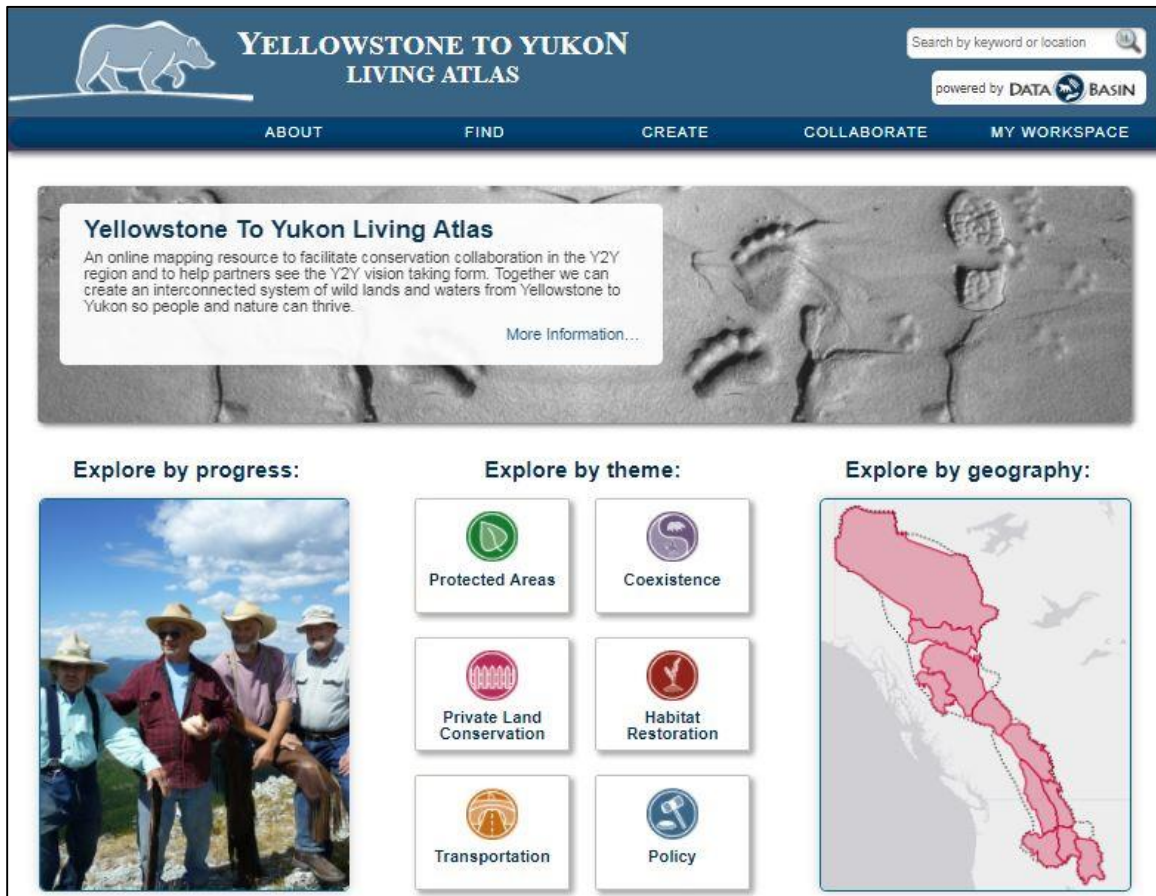 YELLOWSTONE TO YUKON
LIVING ATLAS
Search by keyword or location
powered by DATA BASIN
ABOUT FIND CREATE COLLABORATE MY WORKSPACE
Yellowstone To Yukon Living Atlas
An online mapping resource to facilitate conservation collaboration in the Y2Y
region and to help partners see the Y2Y vision taking form. Together we can
create an interconnected system of wild lands and waters from Yellowstone to
Yukon so people and nature can thrive.
More Information...
Explore by progress:
Explore by theme:
Explore by geography:
Protected Areas
Coexistence
Private Land
Conservation
Habitat
Restoration
Transportation
Policy